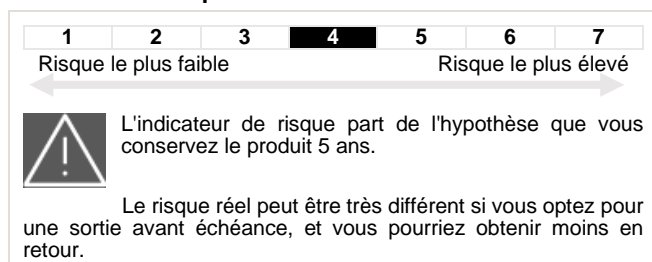 1 2 3 4 5 6 7
Risque le plus faible Risque le plus élevé
L'indicateur de risque part de l'hypothèse que vous
conservez le produit 5 ans.
Le risque réel peut être très différent si vous optez pour
une sortie avant échéance, et vous pourriez obtenir moins en
retour.